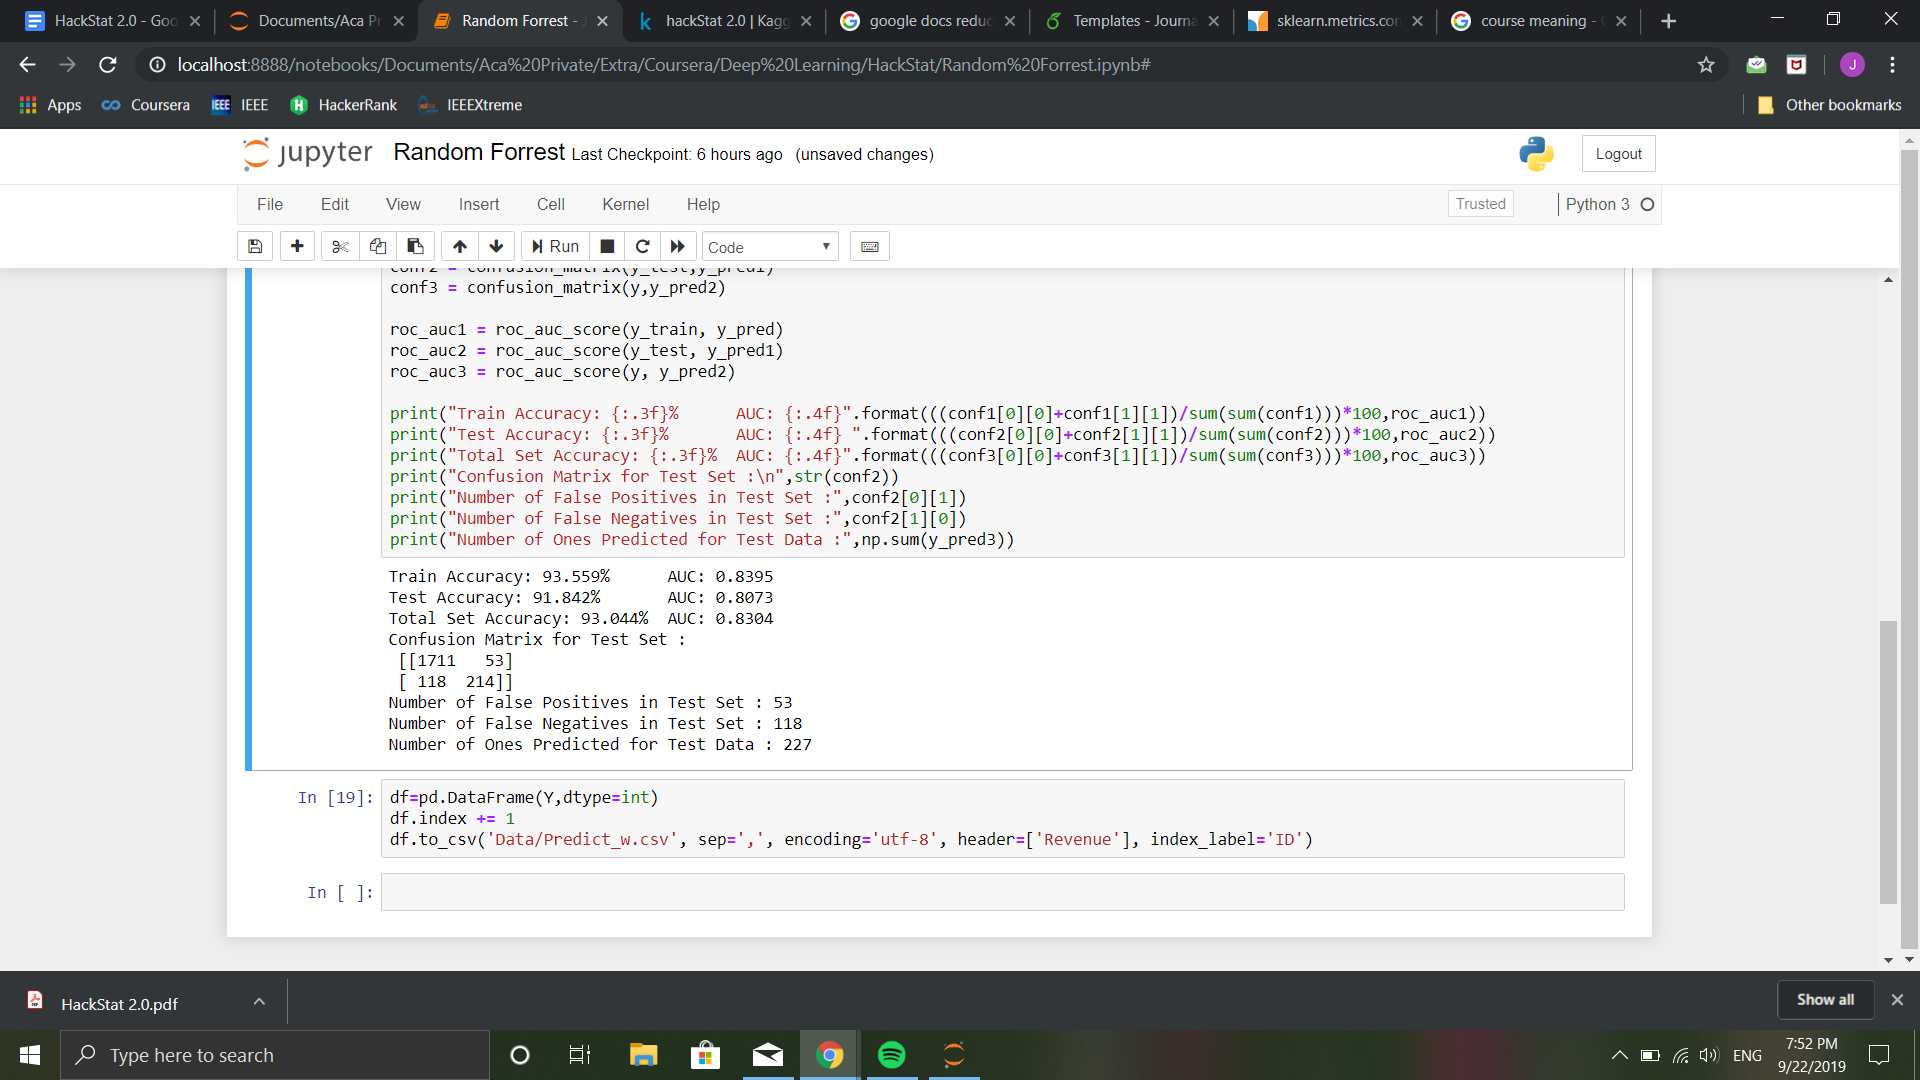 HackStat 2.0 - Goo
Documents/Aca Pr
Random Forrest - J
hackStat 2.0 | Kagg
google docs reduc
Templates - Journa
sklearn.metrics.con
course meaning - G
localhost:8888/notebooks/Documents/Aca%20Private/Extra/Coursera/Deep%20Learning/HackStat/Random%20Forrest.ipynb#
J
Apps
Coursera
IEEE IEEE
H HackerRank
IEEEXtreme
Other bookmarks
jupyter Random Forrest Last Checkpoint: 6 hours ago (unsaved changes)
Logout
File Edit View Insert Cell Kernel Help
Trusted
Python 3
Run
Code
conf2 = confusion_matrix(y_test,y_pred1)
conf3 = confusion_matrix(y,y_pred2)
roc_auc1 = roc_auc_score(y_train, y_pred)
roc_auc2 = roc_auc_score(y_test, y_pred1)
roc_auc3 = roc_auc_score(y, y_pred2)
print("Train Accuracy: {:.3f}%      AUC: {:.4f}".format(((conf1[0][0]+conf1[1][1])/sum(sum(conf1)))*100,roc_auc1))
print("Test Accuracy: {:.3f}%       AUC: {:.4f} ".format(((conf2[0][0]+conf2[1][1])/sum(sum(conf2)))*100,roc_auc2))
print("Total Set Accuracy: {:.3f}%  AUC: {:.4f}".format(((conf3[0][0]+conf3[1][1])/sum(sum(conf3)))*100,roc_auc3))
print("Confusion Matrix for Test Set :\n",str(conf2))
print("Number of False Positives in Test Set :",conf2[0][1])
print("Number of False Negatives in Test Set :",conf2[1][0])
print("Number of Ones Predicted for Test Data :",np.sum(y_pred3))
Train Accuracy: 93.559%      AUC: 0.8395
Test Accuracy: 91.842%       AUC: 0.8073
Total Set Accuracy: 93.044%  AUC: 0.8304
Confusion Matrix for Test Set :
[[1711   53]
[ 118  214]]
Number of False Positives in Test Set : 53
Number of False Negatives in Test Set : 118
Number of Ones Predicted for Test Data : 227
In [19]: df=pd.DataFrame(Y,dtype=int)
df.index += 1
df.to_csv('Data/Predict_w.csv', sep=',', encoding='utf-8', header=['Revenue'], index_label='ID')
In [ ]:
HackStat 2.0.pdf
Show all
Type here to search
ENG
7:52 PM
9/22/2019